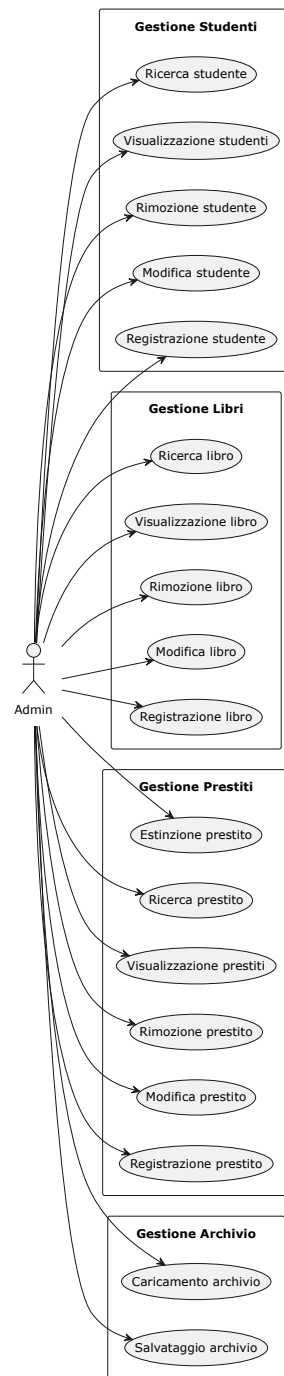 Gestione Studenti
Ricerca studente
Visualizzazione studenti
Rimozione studente
Modifica studente
Registrazione studente
Gestione Libri
Ricerca libro
Visualizzazione libro
Rimozione libro
Modifica libro
Registrazione libro
Admin
Gestione Prestiti
Estinzione prestito
Ricerca prestito
Visualizzazione prestiti
Rimozione prestito
Modifica prestito
Registrazione prestito
Gestione Archivio
Caricamento archivio
Salvataggio archivio